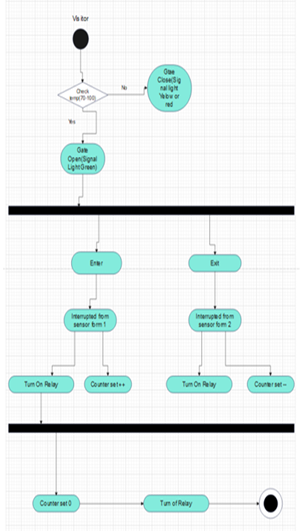 Visitor
Check
temp(70-100)
No
Gtae
Close(Sig
nal light
Yelow or
red
Yes
Gate
Open(Signal
Light Green)
Enter
Exit
Interrupted from
sensor form 1
Interrupted from
sensor form 2
Turn On Relay
Counter set ++
Turn On Relay
Counter set --
Counter set 0
Turn of Relay